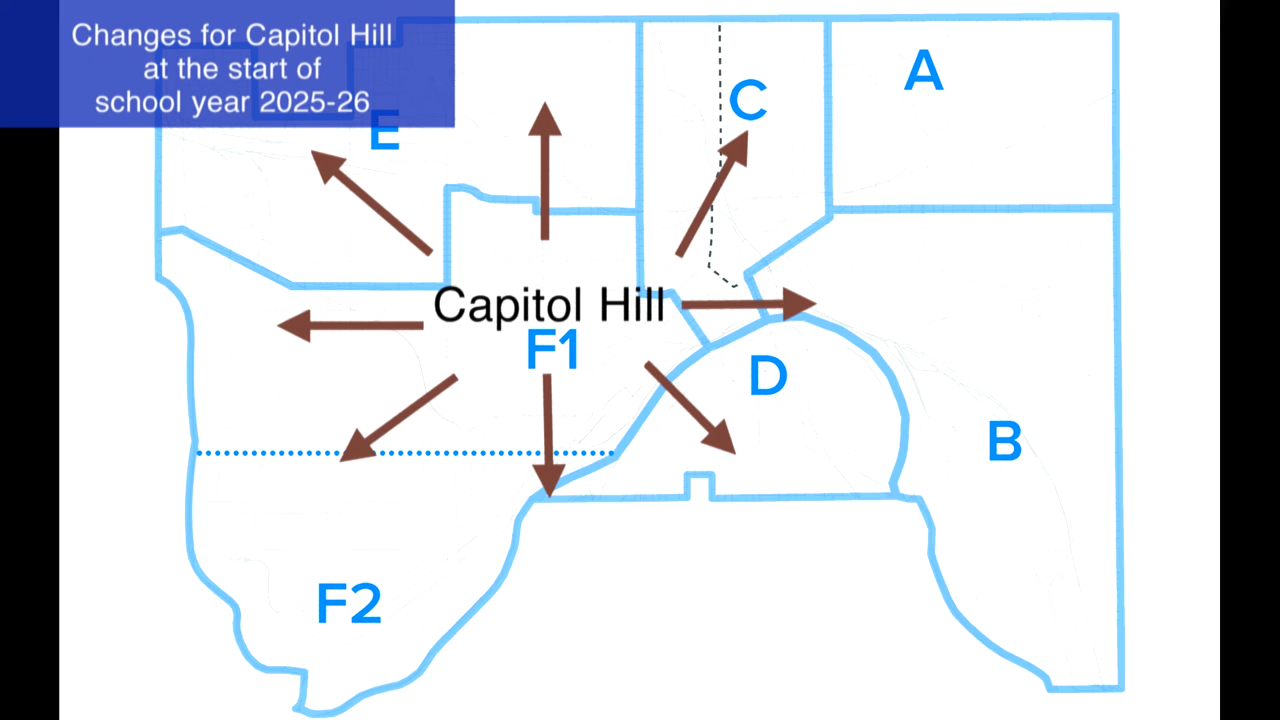 Changes for Capitol Hill
at the start of
school year 2025-26
A
C
E
Capitol Hill
F1
D
B
F2